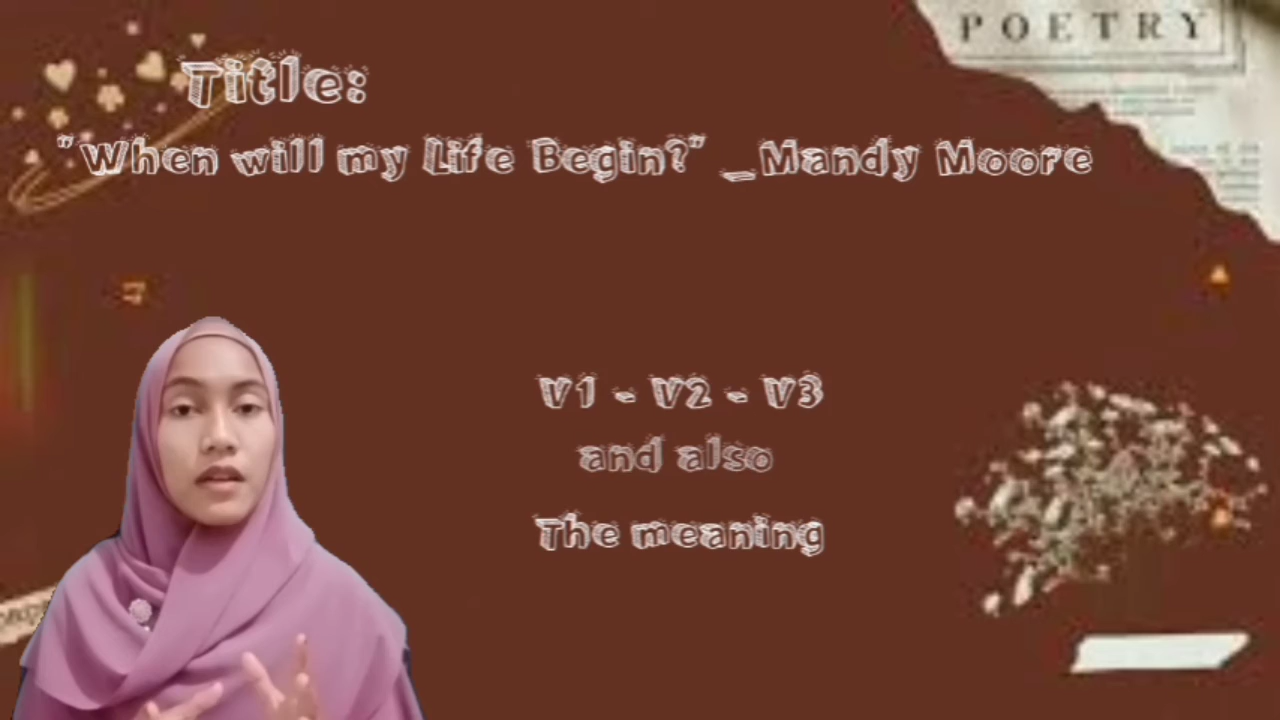 POETRY
Title:
"When will my Life Begin?" _Mandy Moore
V1 - V2 - V3
and also
The meaning